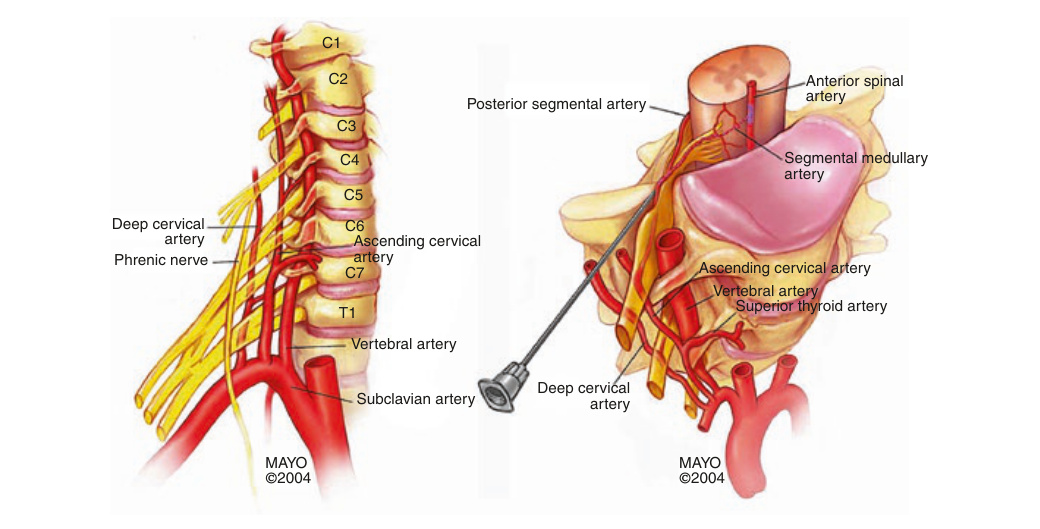 C1
C2
C3
C4
C5
C6
C7
T1
Deep cervical
artery
Phrenic nerve
Ascending cervical
artery
Vertebral artery
Subclavian artery
MAYO
©2004
Posterior segmental artery
Anterior spinal
artery
Segmental medullary
artery
Ascending cervical artery
Vertebral artery
Superior thyroid artery
Deep cervical
artery
MAYO
©2004